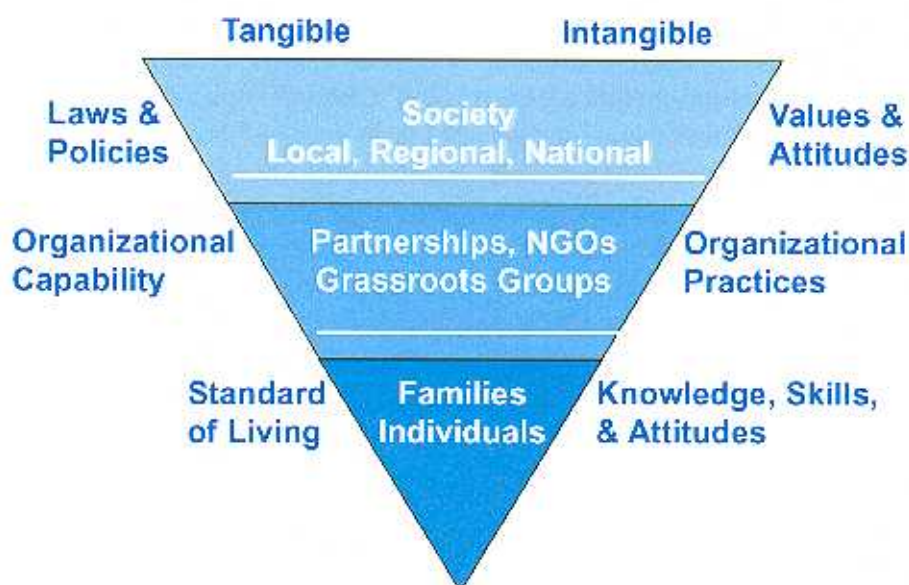 Tangible Intangible
Laws &
Policies
Society
Local, Regional, National
Values &
Attitudes
Organizational
Capability
Partnerships, NGOs
Grassroots Groups
Organizational
Practices
Standard
of Living
Families
Individuals
Knowledge, Skills,
& Attitudes